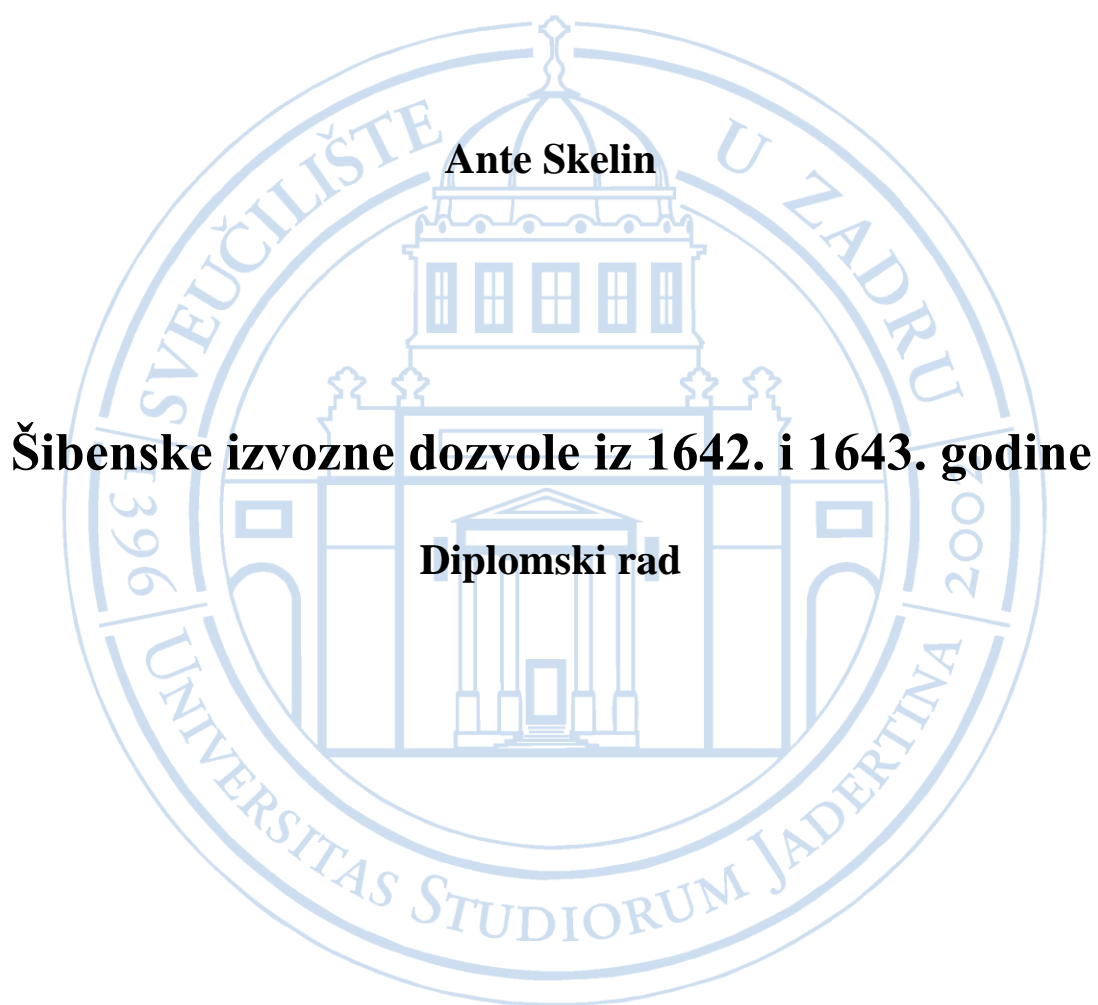 Ante Skelin
Šibenske izvozne dozvole iz 1642. i 1643. godine
Diplomski rad
1396 SVEUČILIŠTE U ZADRU 2002
UNIVERSITAS STUDIORUM JADERTINA